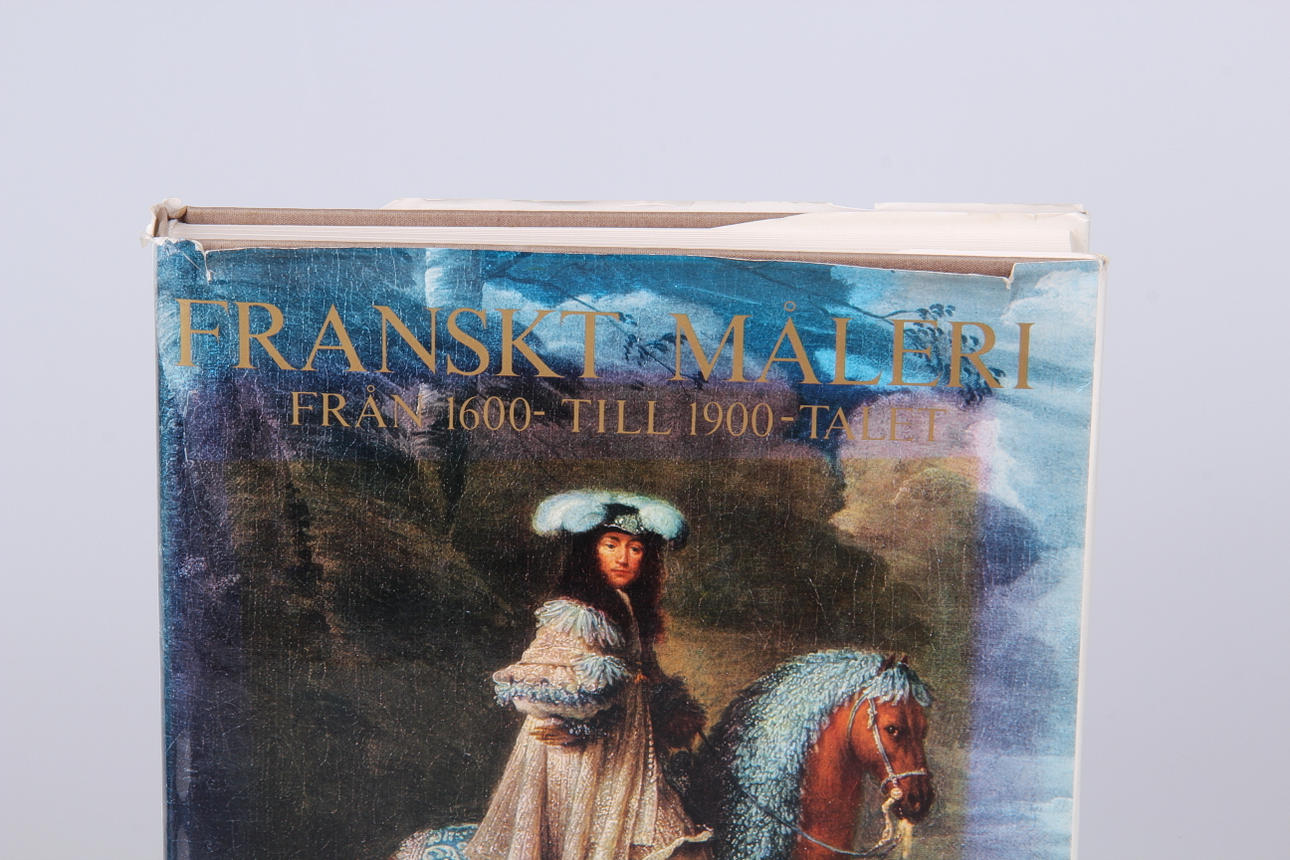 FRANSKT MÅLERI
FRÅN 1600- TILL 1900-TALET